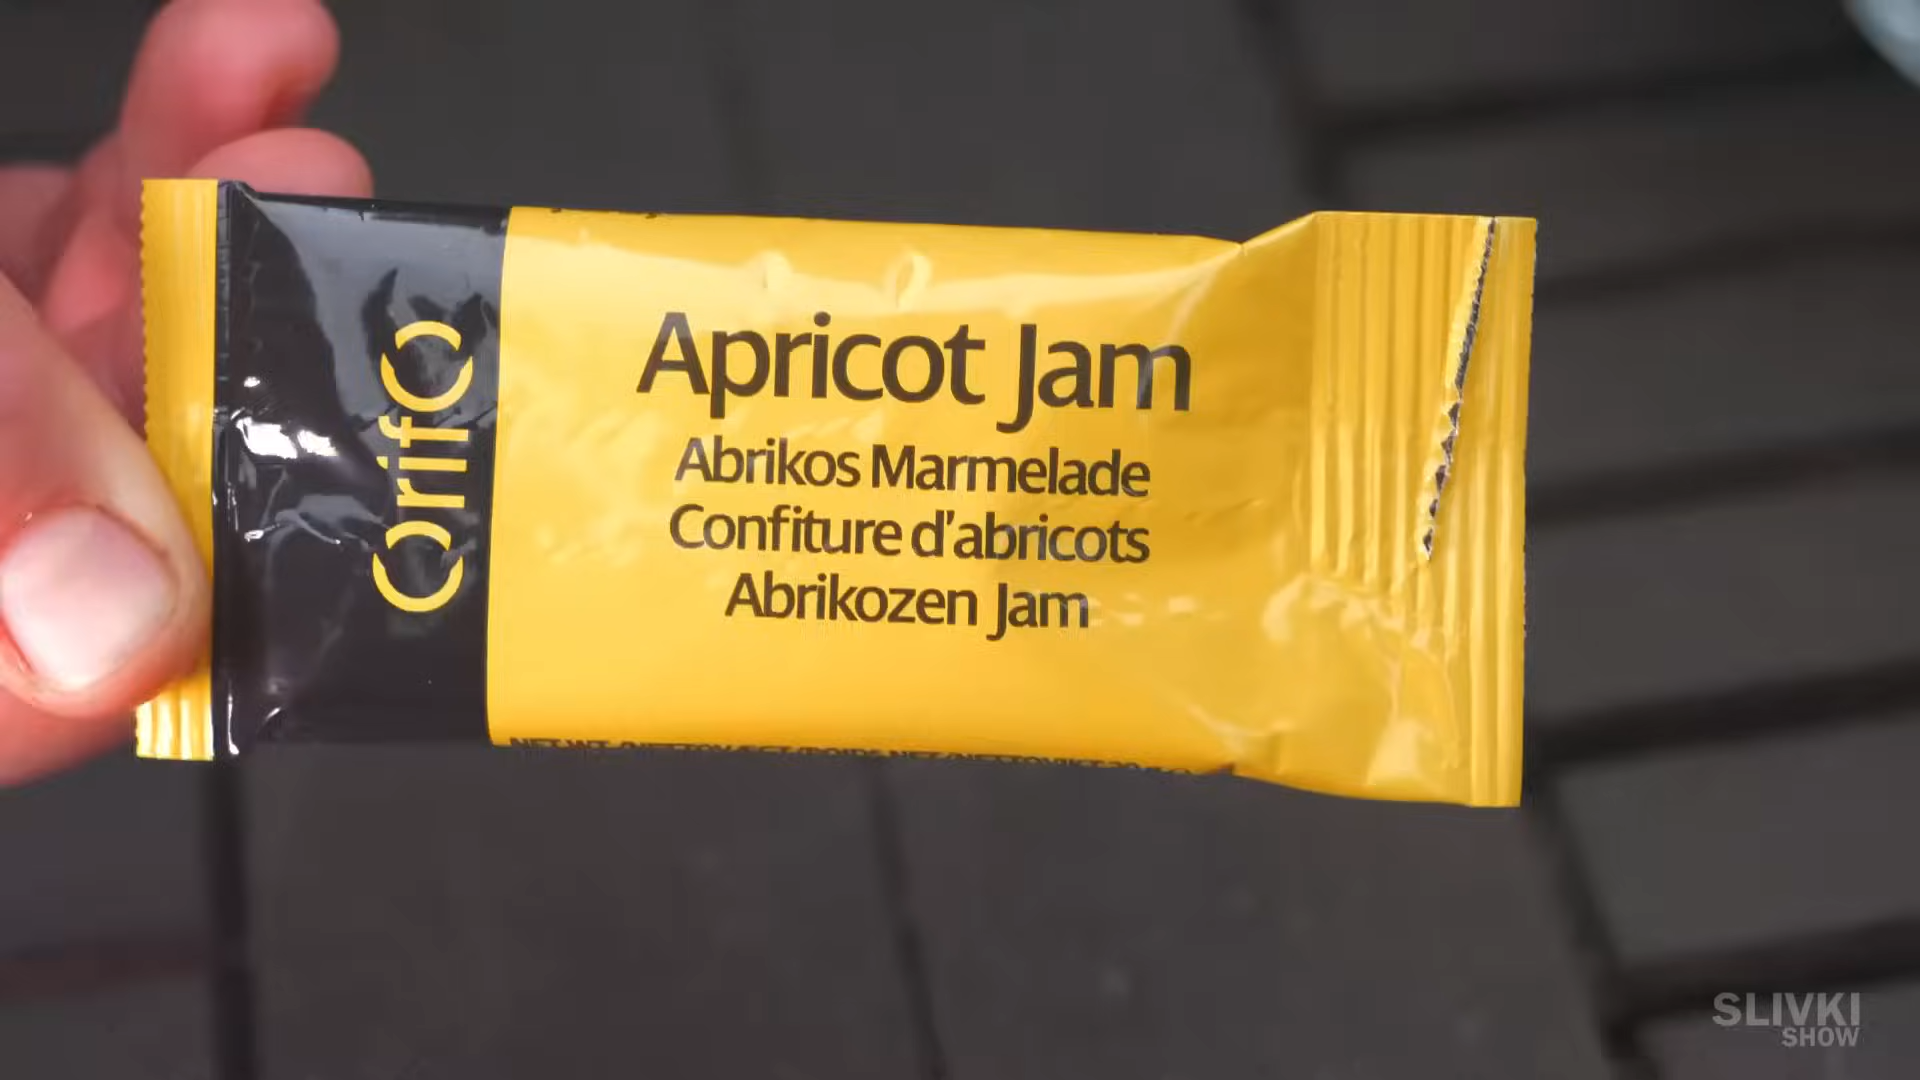 Orifo
Apricot Jam
Abrikos Marmelade
Confiture d'abricots
Abrikozen Jam
SLIVKI
SHOW